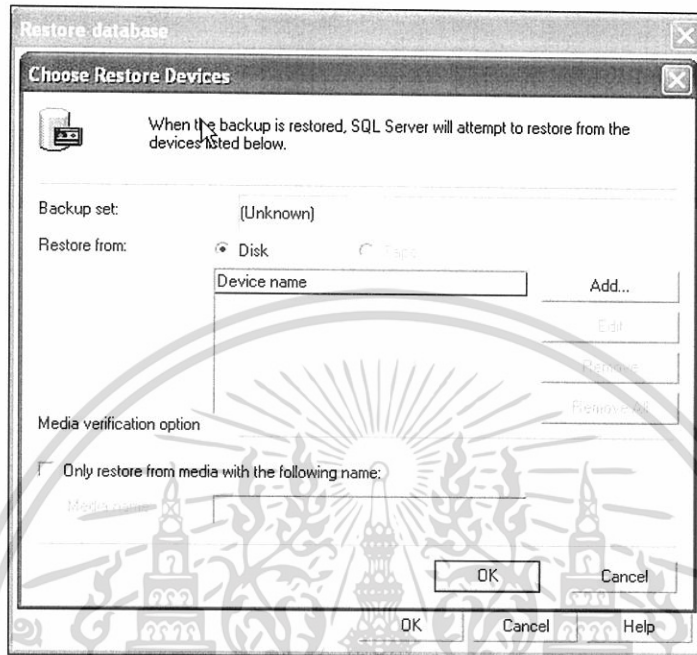 Restore database
Choose Restore Devices
When the backup is restored, SQL Server will attempt to restore from the
devices listed below.
Backup set: (Unknown)
Restore from: Disk Tape
Device name
Add...
Edit
Remove
Remove All
Media verification option
Only restore from media with the following name:
Media name:
OK Cancel
OK Cancel Help